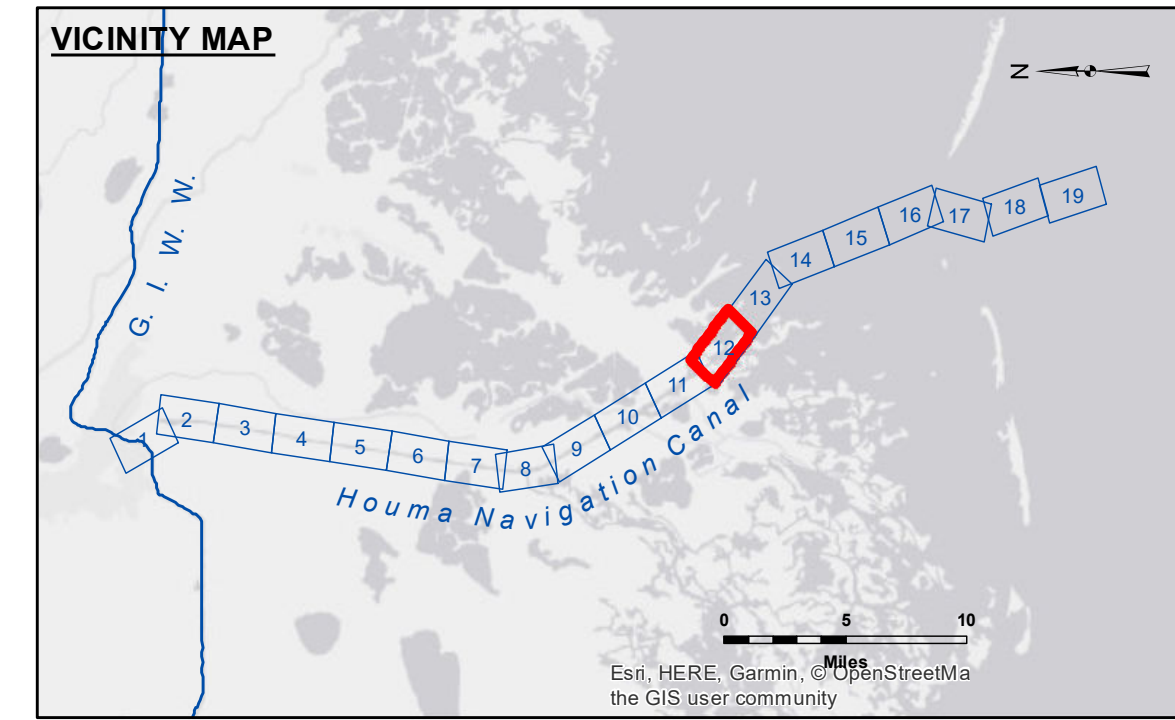 VICINITY MAP
N
G. I. W. W.
1
2
3
4
5
6
7
8
9
10
11
12
13
14
15
16
17
18
19
Houma Navigation Canal
0 5 10
Miles
Esri, HERE, Garmin, © OpenStreetMa
the GIS user community